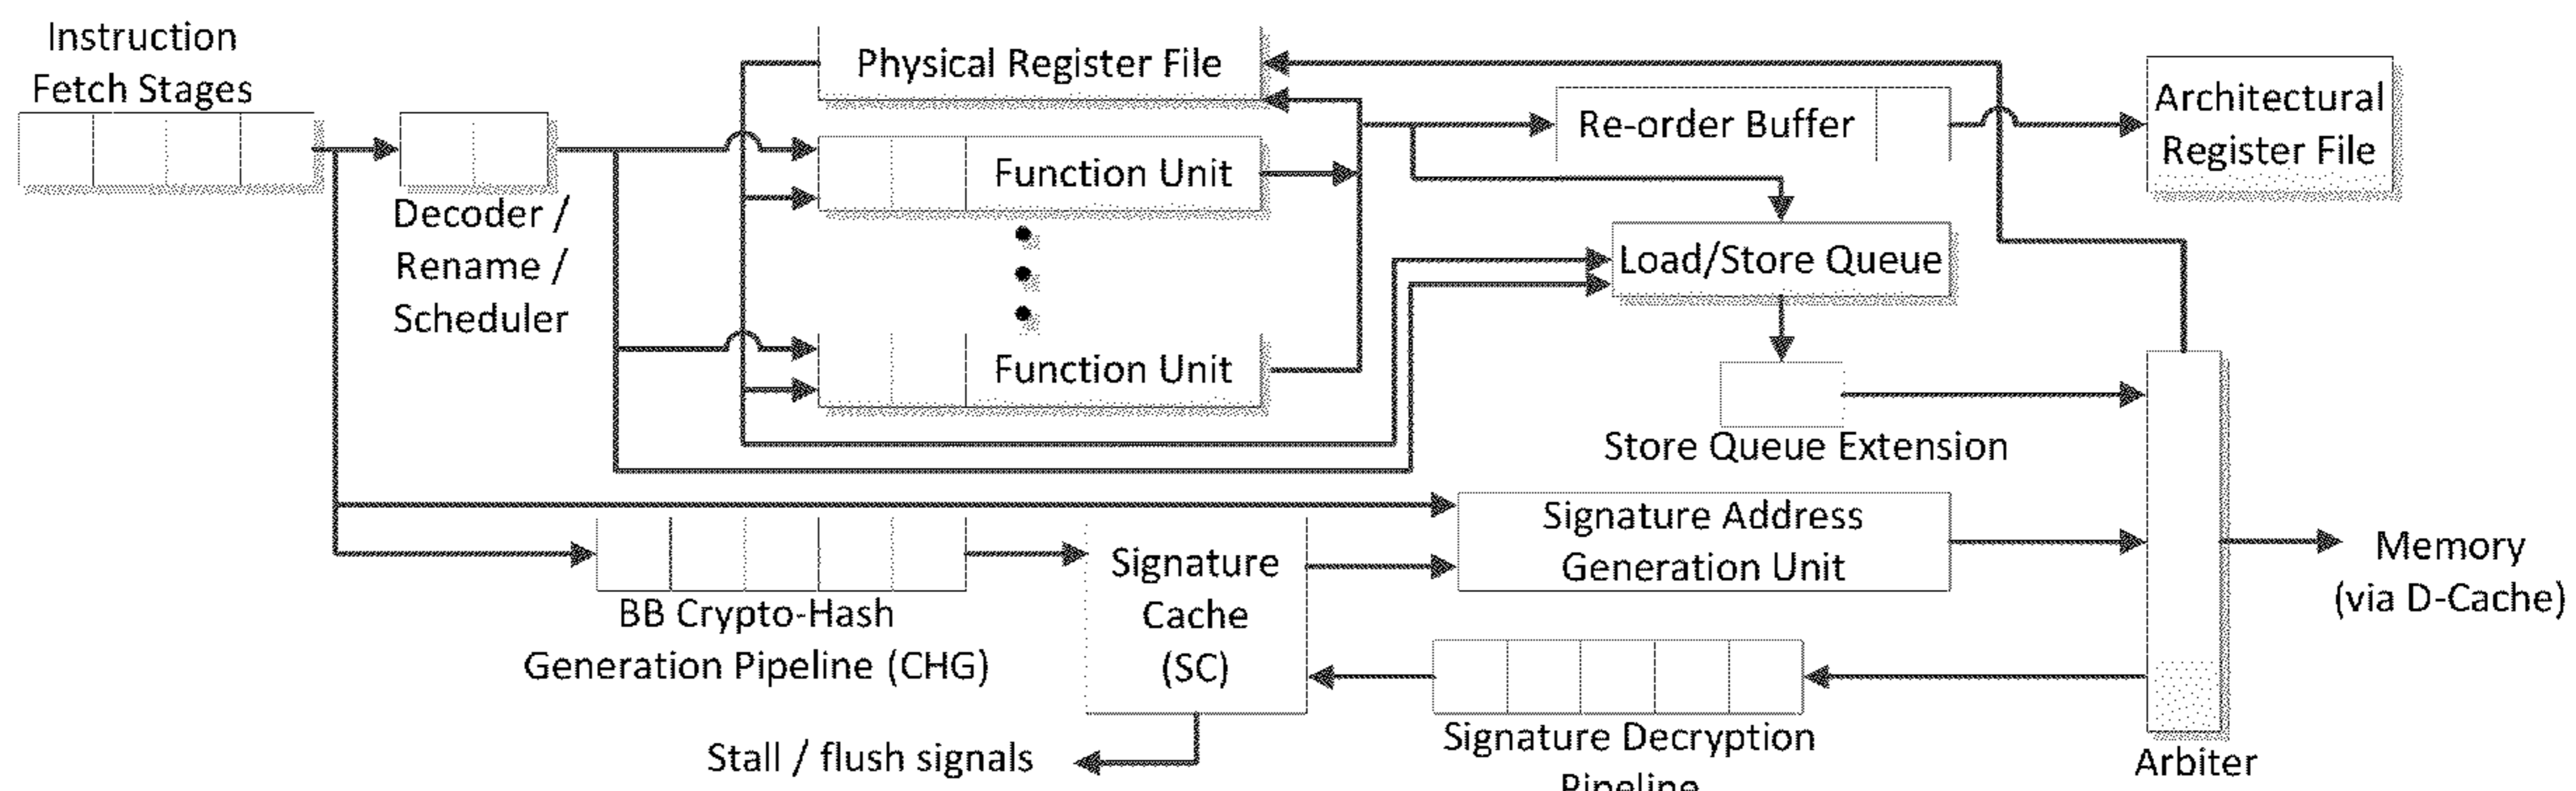 Instruction
Fetch Stages
Decoder /
Rename /
Scheduler
Physical Register File
Function Unit
Function Unit
Re-order Buffer
Architectural
Register File
Load/Store Queue
Store Queue Extension
Signature Address
Generation Unit
BB Crypto-Hash
Generation Pipeline (CHG)
Signature
Cache
(SC)
Stall / flush signals
Signature Decryption
Pipeline
Arbiter
Memory
(via D-Cache)